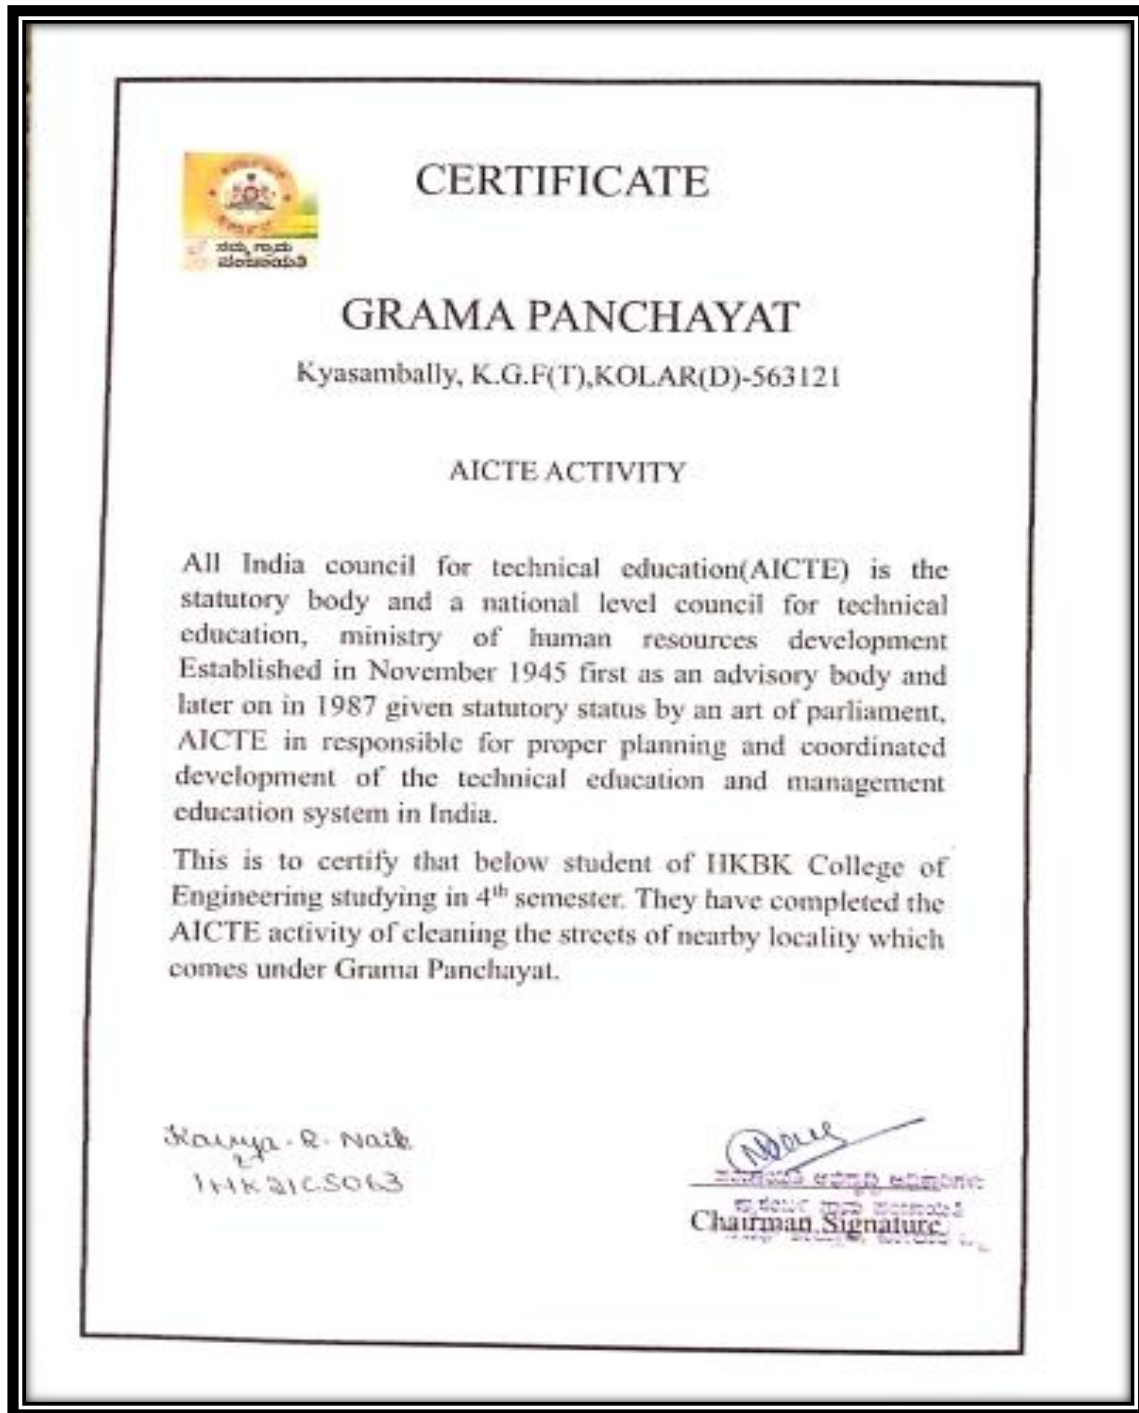 CERTIFICATE
ನಮ್ಮ ಗ್ರಾಮ
ಪಂಚಾಯತಿ
GRAMA PANCHAYAT
Kyasambally, K.G.F(T),KOLAR(D)-563121
AICTE ACTIVITY
All India council for technical education(AICTE) is the
statutory body and a national level council for technical
education, ministry of human resources development
Established in November 1945 first as an advisory body and
later on in 1987 given statutory status by an art of parliament,
AICTE in responsible for proper planning and coordinated
development of the technical education and management
education system in India.
This is to certify that below student of HKBK College of
Engineering studying in 4th semester. They have completed the
AICTE activity of cleaning the streets of nearby locality which
comes under Grama Panchayat.
Kavya-R-Naik
1HK21CS063
Chairman Signature